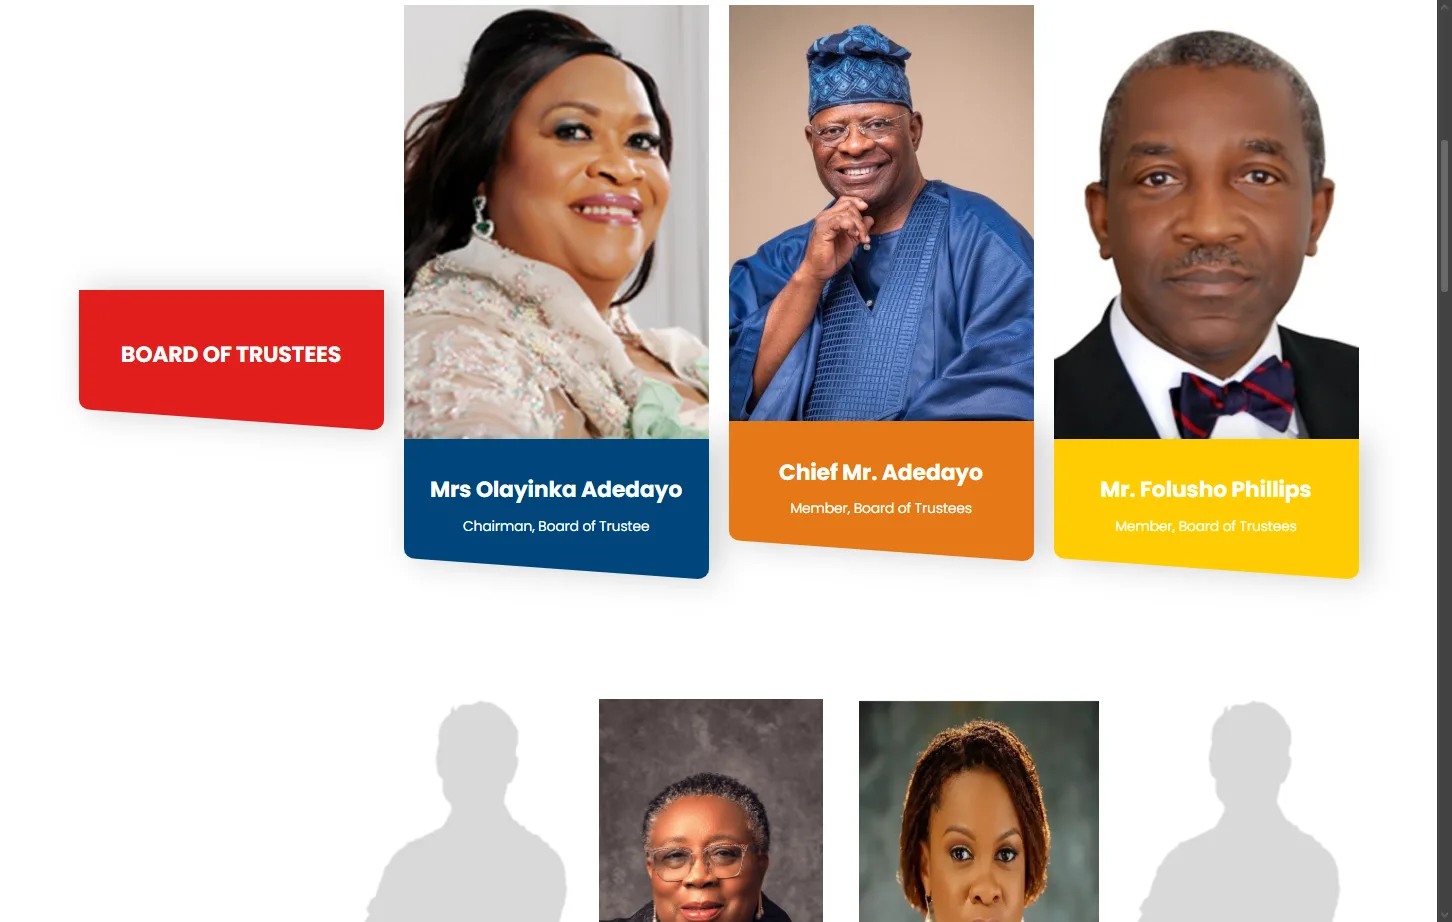 BOARD OF TRUSTEES
Mrs Olayinka Adedayo
Chairman, Board of Trustee
Chief Mr. Adedayo
Member, Board of Trustees
Mr. Folusho Phillips
Member, Board of Trustees